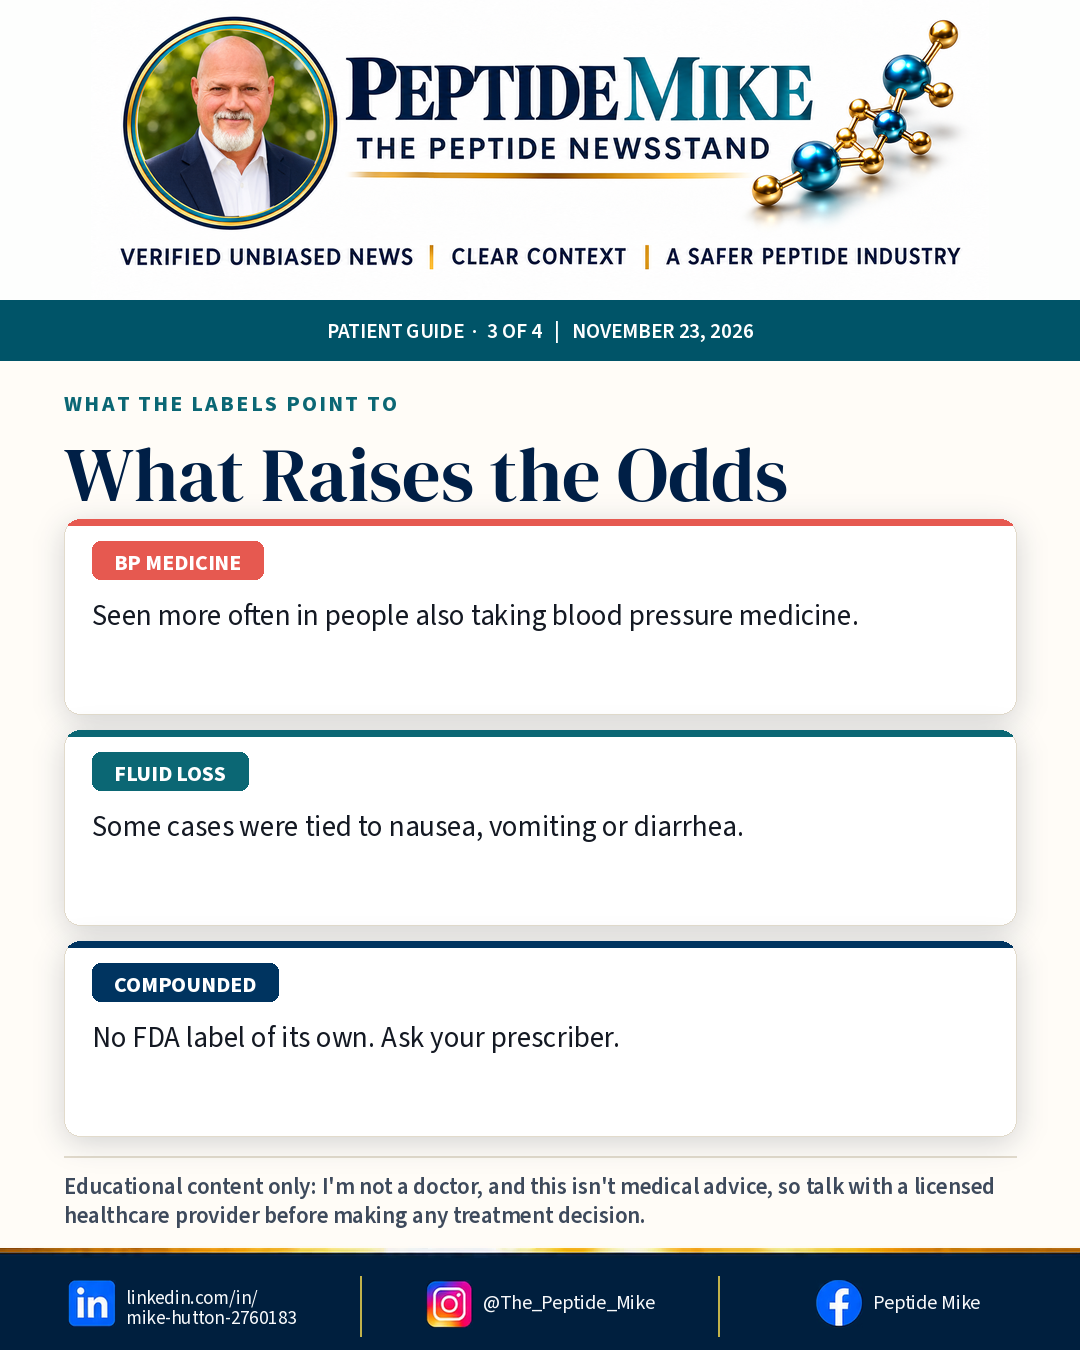 PEPTIDEMIKE
THE PEPTIDE NEWSSTAND
VERIFIED UNBIASED NEWS | CLEAR CONTEXT | A SAFER PEPTIDE INDUSTRY
PATIENT GUIDE · 3 OF 4 | NOVEMBER 23, 2026
WHAT THE LABELS POINT TO
What Raises the Odds
BP MEDICINE
Seen more often in people also taking blood pressure medicine.
FLUID LOSS
Some cases were tied to nausea, vomiting or diarrhea.
COMPOUNDED
No FDA label of its own. Ask your prescriber.
Educational content only: I'm not a doctor, and this isn't medical advice, so talk with a licensed
healthcare provider before making any treatment decision.
linkedin.com/in/
mike-hutton-2760183
@The_Peptide_Mike
Peptide Mike